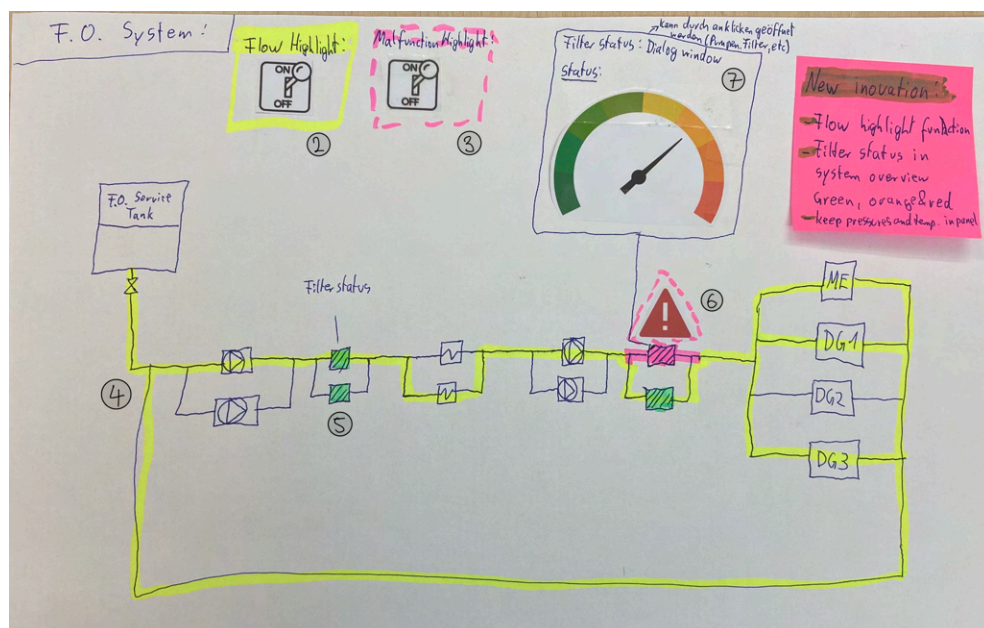 F.O. System:
Flow Highlight:
ON
OFF
②
Malfunction Highlight!
ON
OFF
③
kann durch anklicken geöffnet
werden (Pumpen, Filter, etc)
Filter status: Dialog window
status:
⑦
New inovation:
- Flow highlight function
- Filter status in
system overview
Green, orange&red
- keep pressures and temp. in panel
F.O. Service
Tank
Filter status
!
⑥
④
⑤
ME
DG1
DG2
DG3